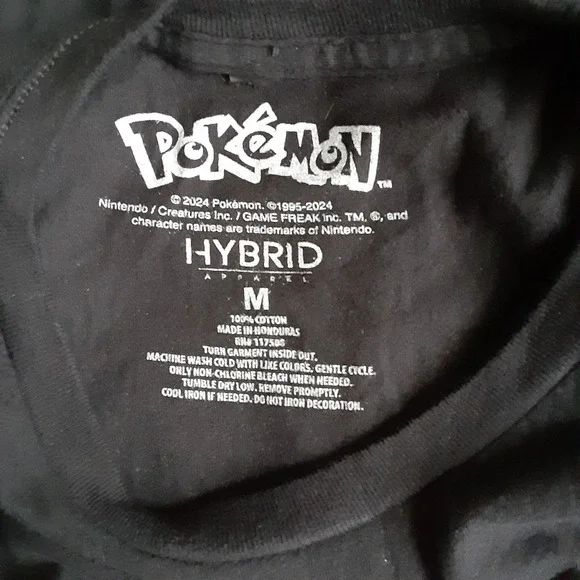 POKéMON TM
© 2024 Pokémon. ©1995-2024
Nintendo / Creatures Inc. / GAME FREAK inc. TM, ®, and
character names are trademarks of Nintendo.
HYBRID
APPAREL
M
100% COTTON
MADE IN HONDURAS
RN# 117508
TURN GARMENT INSIDE OUT.
MACHINE WASH COLD WITH LIKE COLORS. GENTLE CYCLE.
ONLY NON-CHLORINE BLEACH WHEN NEEDED.
TUMBLE DRY LOW. REMOVE PROMPTLY.
COOL IRON IF NEEDED. DO NOT IRON DECORATION.